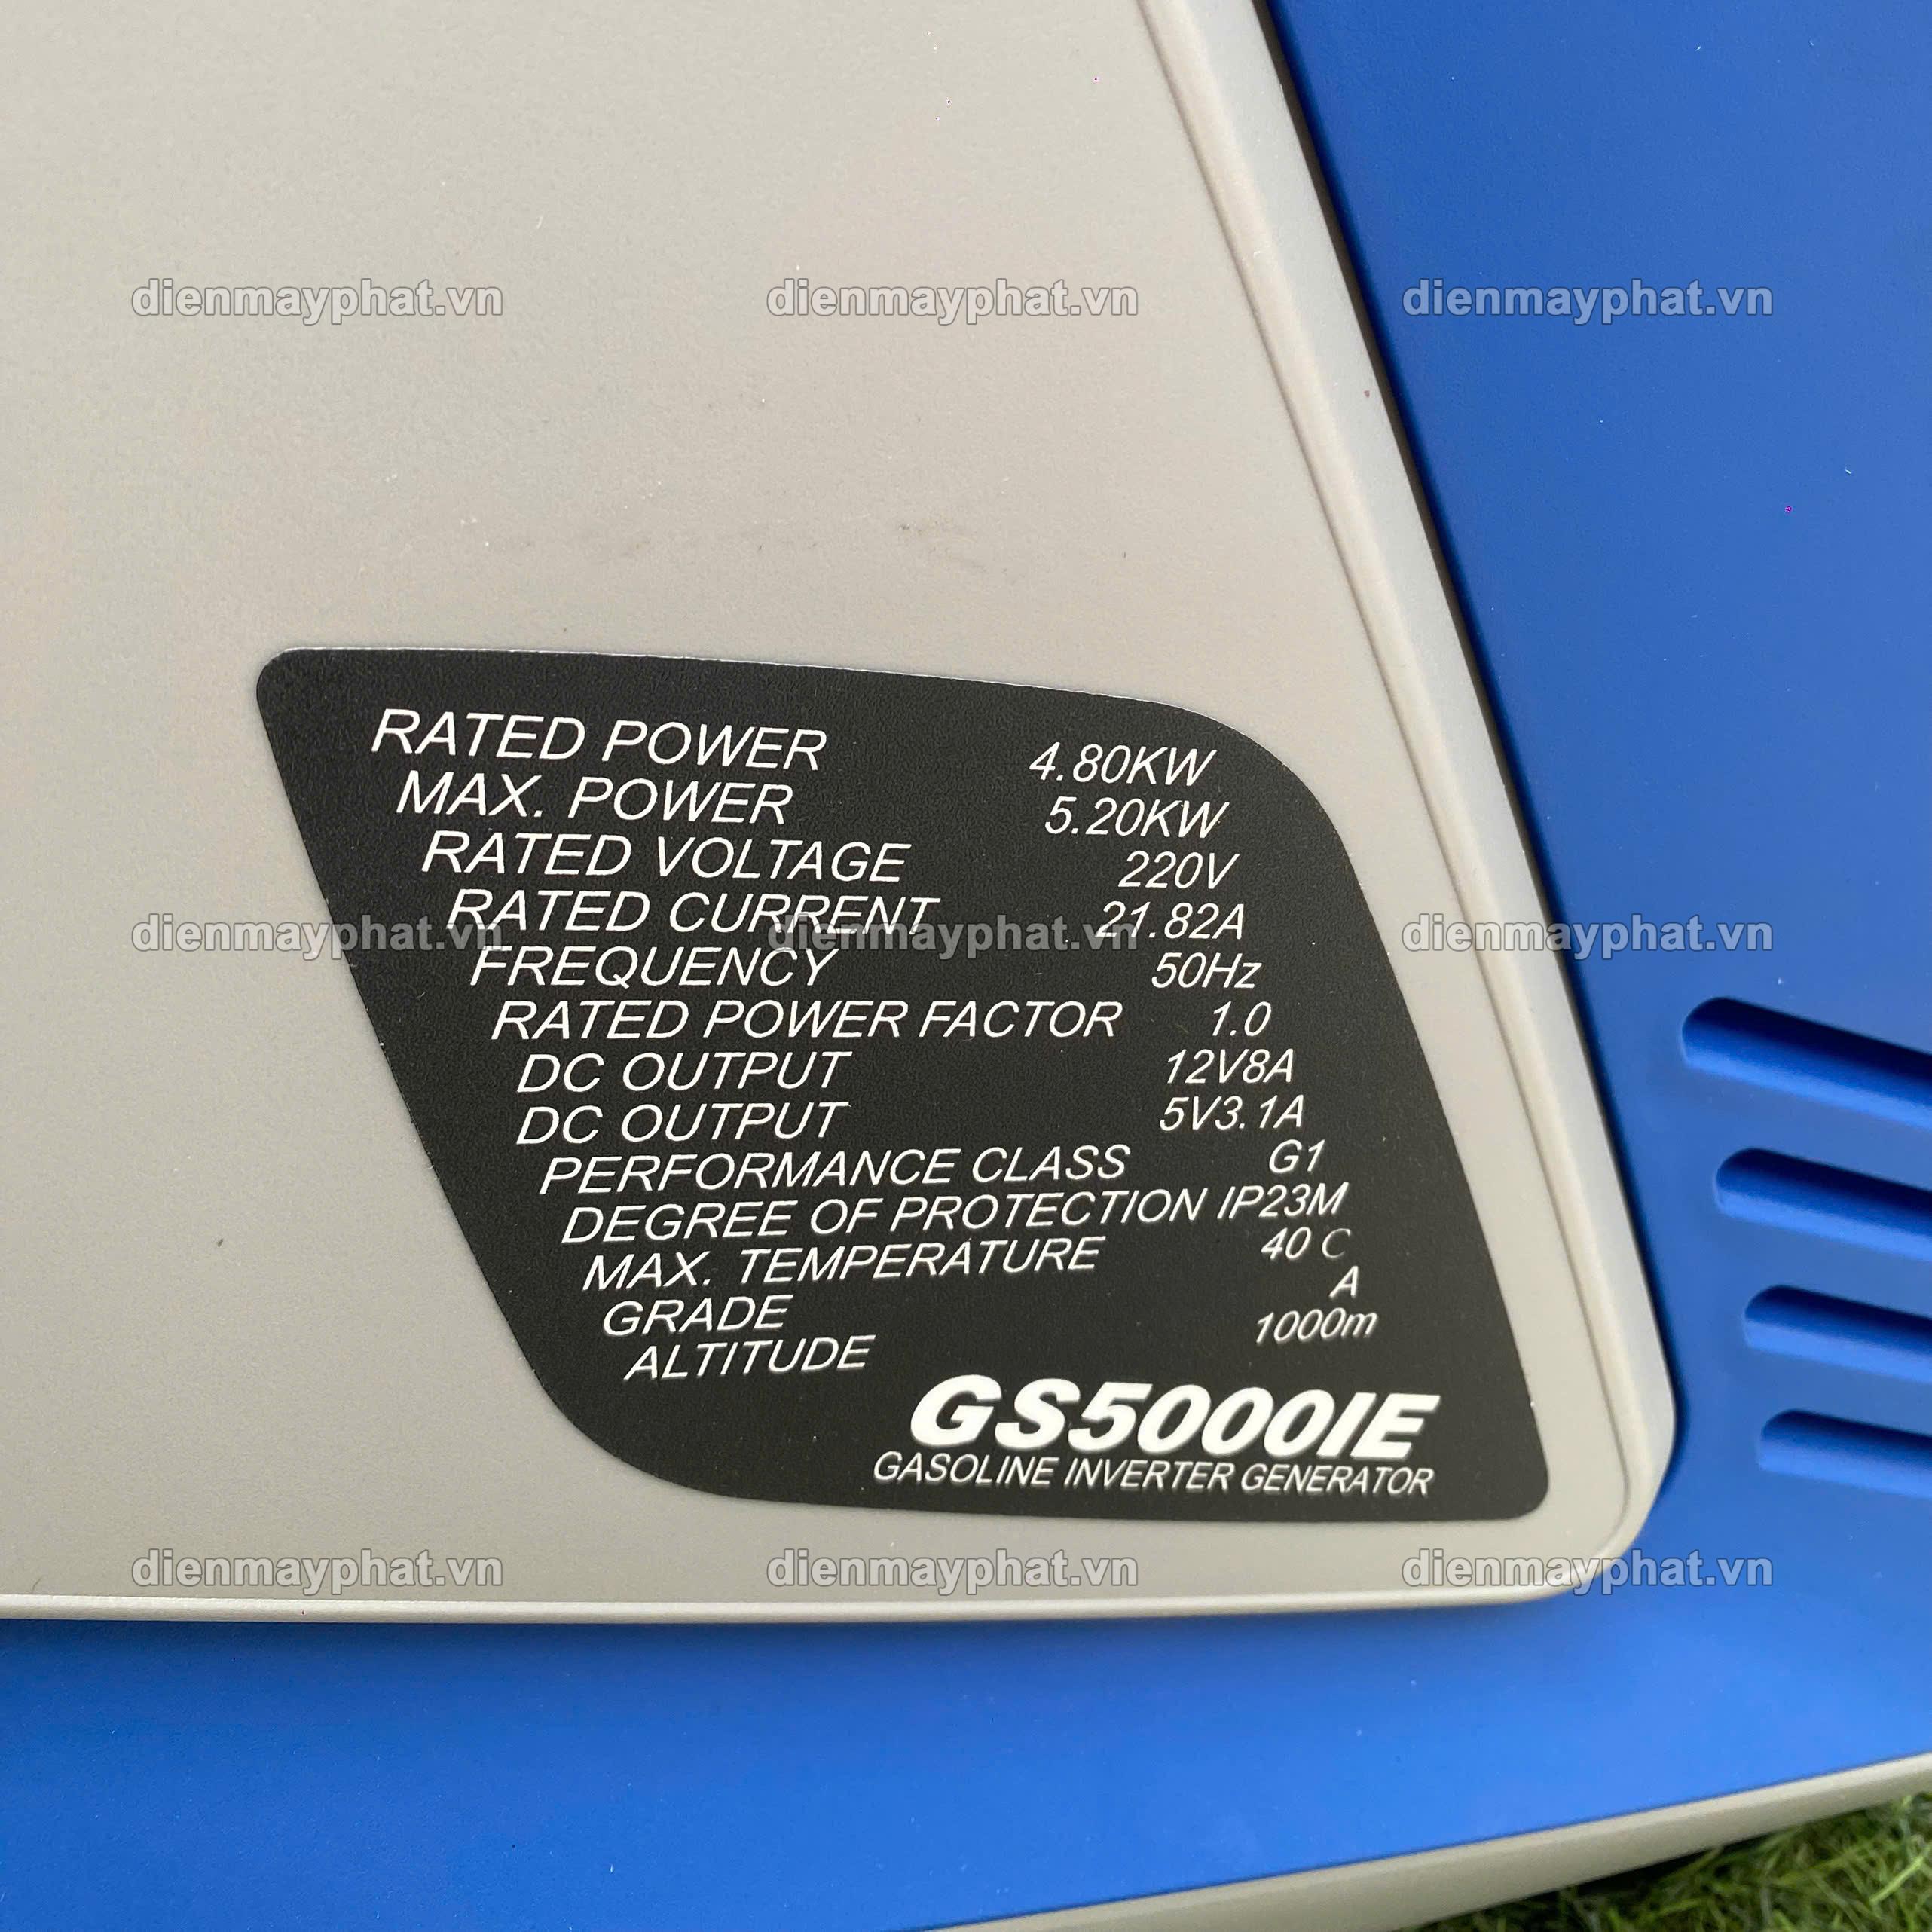 dienmayphat.vn dienmayphat.vn dienmayphat.vn
RATED POWER 4.80KW
MAX. POWER 5.20KW
RATED VOLTAGE 220V
RATED CURRENT 21.82A
dienmayphat.vn dienmayphat.vn dienmayphat.vn
FREQUENCY 50Hz
RATED POWER FACTOR 1.0
DC OUTPUT 12V8A
DC OUTPUT 5V3.1A
PERFORMANCE CLASS G1
DEGREE OF PROTECTION IP23M
MAX. TEMPERATURE 40 C
GRADE A
ALTITUDE 1000m
GS5000IE
GASOLINE INVERTER GENERATOR
dienmayphat.vn dienmayphat.vn dienmayphat.vn